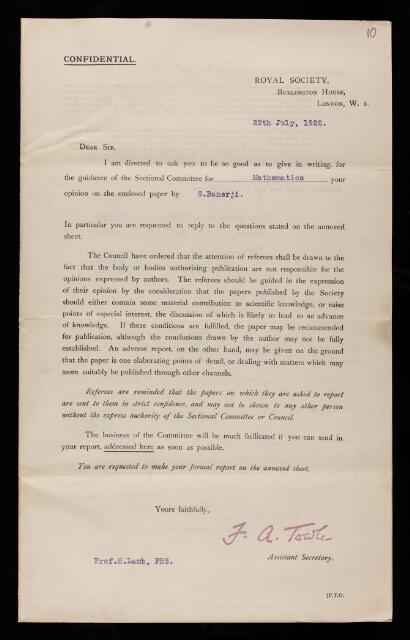 10
CONFIDENTIAL.
ROYAL SOCIETY,
BURLINGTON HOUSE,
LONDON, W. 1.
29th July, 1922.
DEAR SIR,
I am directed to ask you to be so good as to give in writing, for
the guidance of the Sectional Committee for Mathematics your
opinion on the enclosed paper by S.Banerji.
In particular you are requested to reply to the questions stated on the annexed
sheet.
The Council have ordered that the attention of referees shall be drawn to the
fact that the body or bodies authorizing publication are not responsible for the
opinions expressed by authors. The referees should be guided in the expression
of their opinion by the consideration that the papers published by the Society
should either contain some material contribution to scientific knowledge, or raise
points of especial interest, the discussion of which is likely to lead to an advance
of knowledge. If these conditions are fulfilled, the paper may be recommended
for publication, although the conclusions drawn by the author may not be fully
established. An adverse report, on the other hand, may be given on the ground
that the paper is one elaborating points of detail, or dealing with matters which may
more suitably be published through other channels.
Referees are reminded that the papers on which they are asked to report
are sent to them in strict confidence, and may not be shown to any other person
without the express authority of the Sectional Committee or Council.
The business of the Committee will be much facilitated if you can send in
your report, addressed here as soon as possible.
You are requested to make your formal report on the annexed sheet.
Yours faithfully,
F. A. Towle
Assistant Secretary.
Prof.H.Lamb, FRS.
[P.T.O.